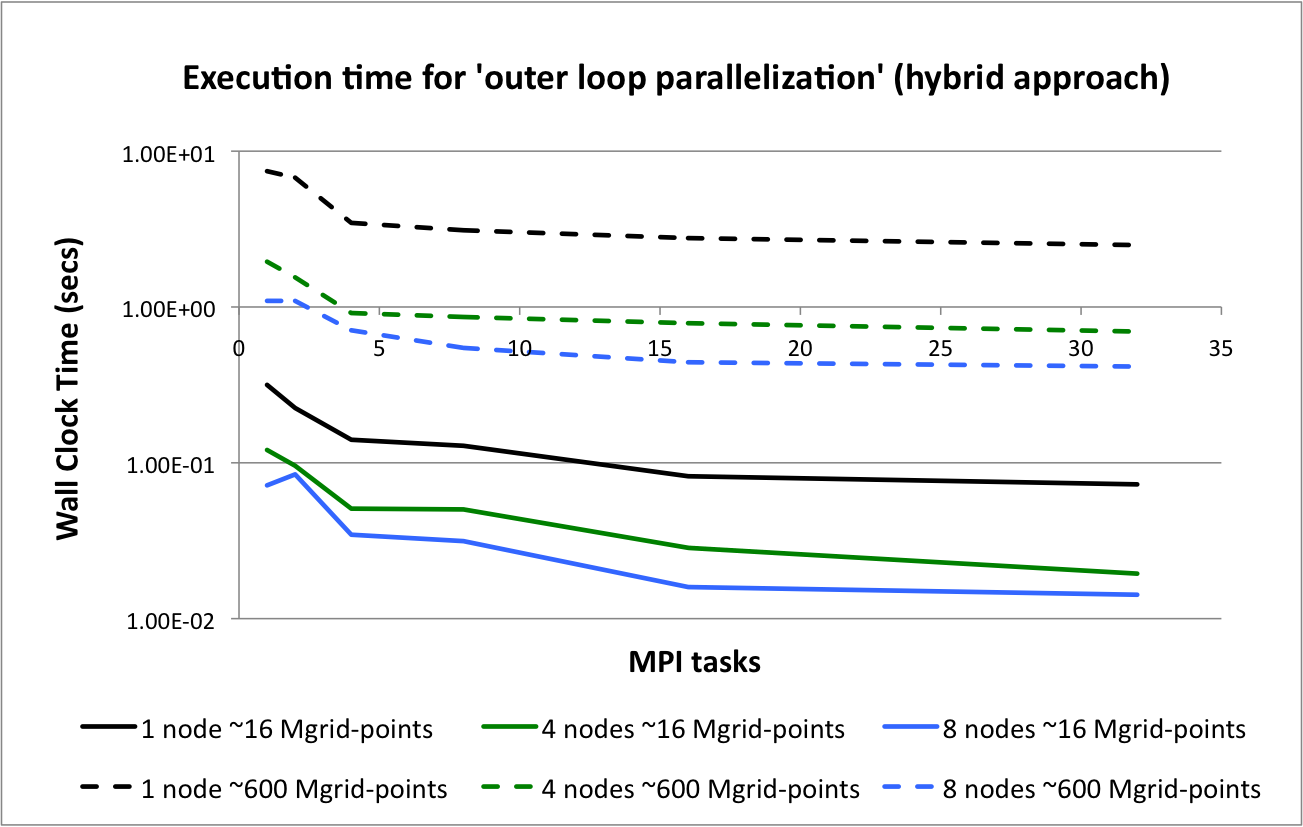 Execution time for 'outer loop parallelization' (hybrid approach)
Wall Clock Time (secs)
1.00E+01
1.00E+00
1.00E-01
1.00E-02
0 5 10 15 20 25 30 35
MPI tasks
1 node ~16 Mgrid-points 4 nodes ~16 Mgrid-points 8 nodes ~16 Mgrid-points
1 node ~600 Mgrid-points 4 nodes ~600 Mgrid-points 8 nodes ~600 Mgrid-points